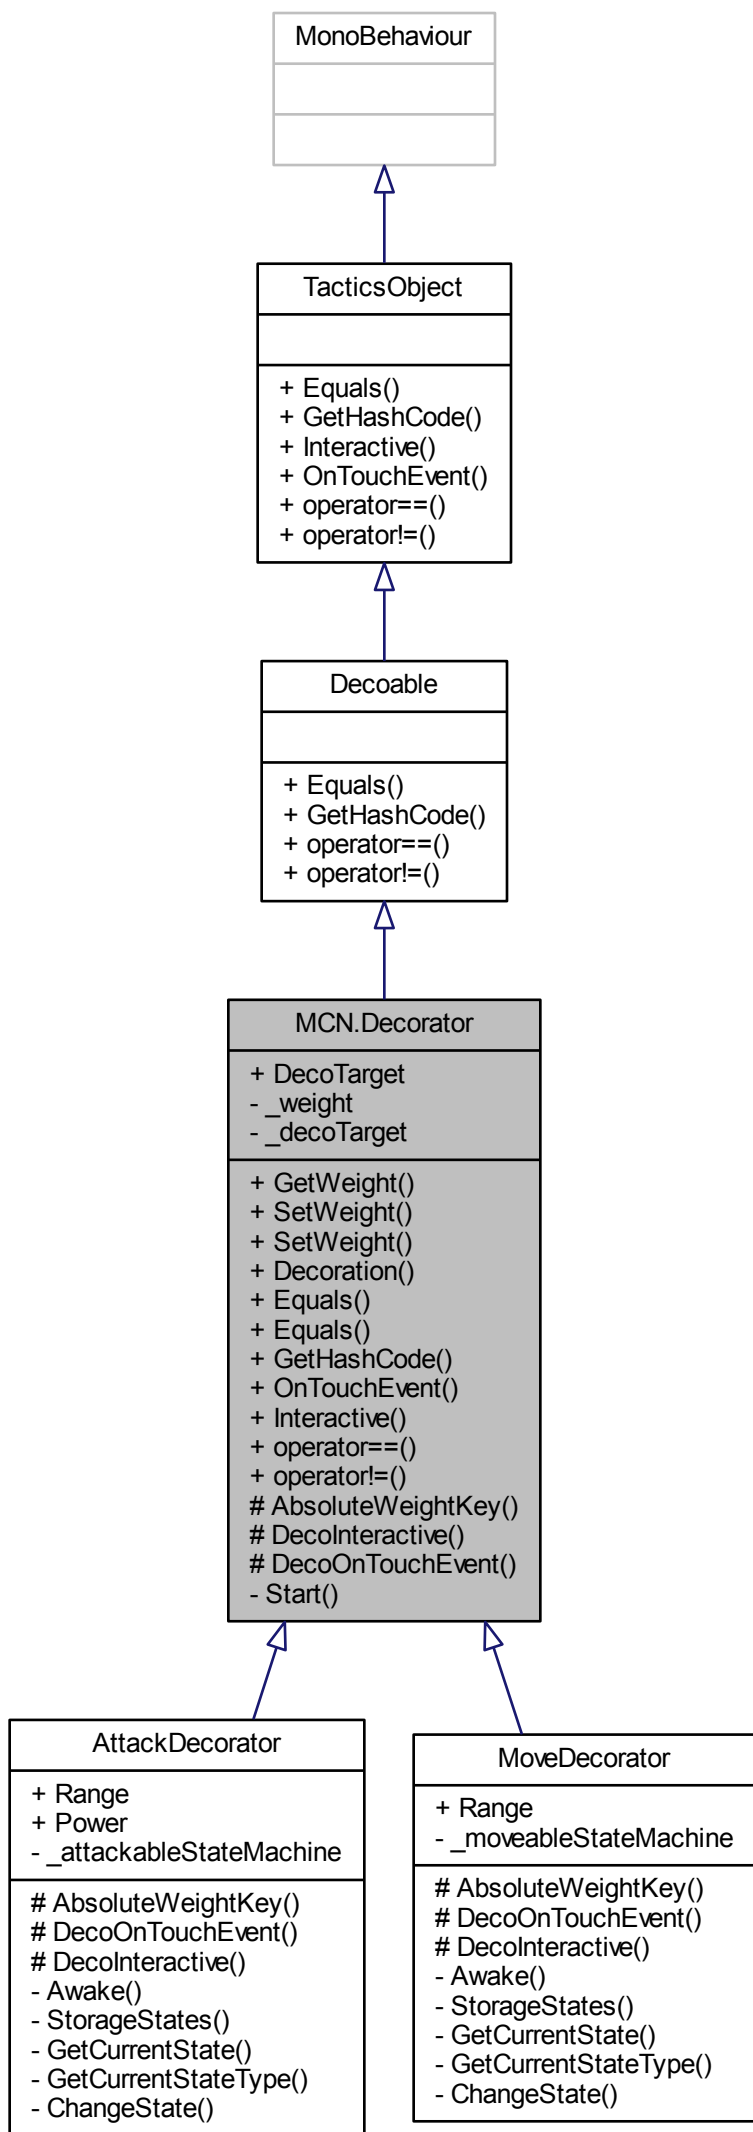 MonoBehaviour
TacticsObject
+ Equals()
+ GetHashCode()
+ Interactive()
+ OnTouchEvent()
+ operator==()
+ operator!=()
Decoable
+ Equals()
+ GetHashCode()
+ operator==()
+ operator!=()
MCN.Decorator
+ DecoTarget
- _weight
- _decoTarget
+ GetWeight()
+ SetWeight()
+ SetWeight()
+ Decoration()
+ Equals()
+ Equals()
+ GetHashCode()
+ OnTouchEvent()
+ Interactive()
+ operator==()
+ operator!=()
# AbsoluteWeightKey()
# DecoInteractive()
# DecoOnTouchEvent()
- Start()
AttackDecorator
+ Range
+ Power
- _attackableStateMachine
# AbsoluteWeightKey()
# DecoOnTouchEvent()
# DecoInteractive()
- Awake()
- StorageStates()
- GetCurrentState()
- GetCurrentStateType()
- ChangeState()
MoveDecorator
+ Range
- _moveableStateMachine
# AbsoluteWeightKey()
# DecoOnTouchEvent()
# DecoInteractive()
- Awake()
- StorageStates()
- GetCurrentState()
- GetCurrentStateType()
- ChangeState()